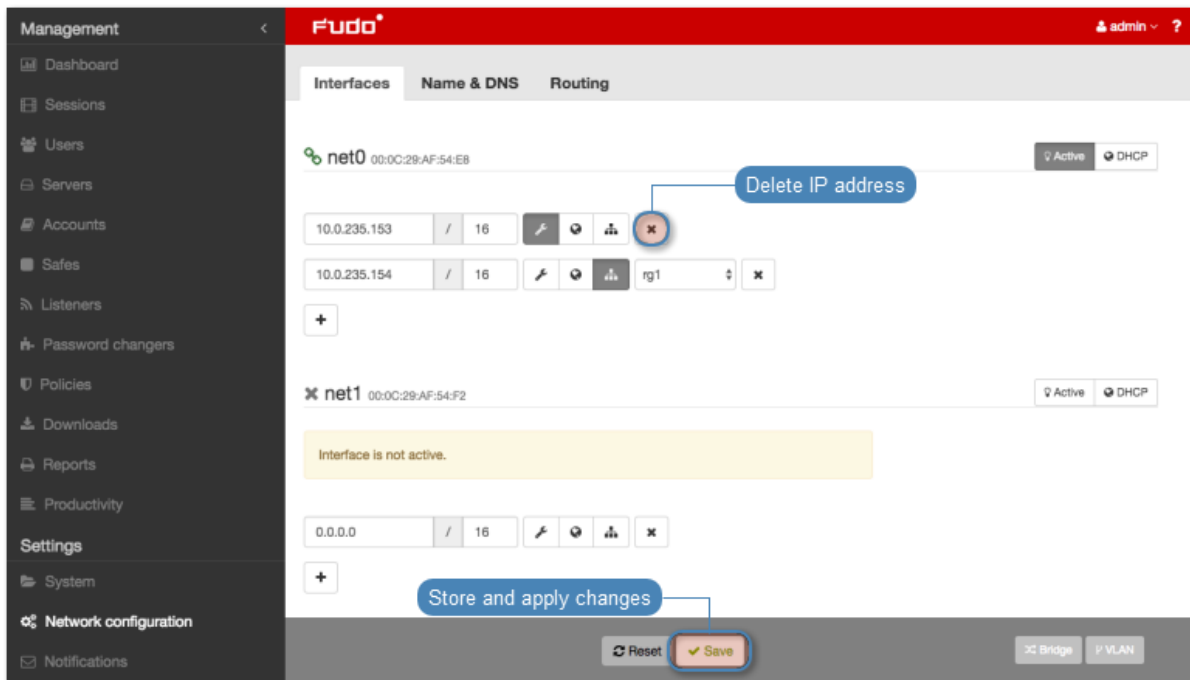 Management
Fudo
admin
?
Dashboard
Interfaces Name & DNS Routing
Sessions
Users
net0 00:0C:29:AF:54:E8
Active DHCP
Delete IP address
Servers
Accounts
10.0.235.153 / 16
Safes
10.0.235.154 / 16 rg1
Listeners
+
Password changers
Policies
net1 00:0C:29:AF:54:F2
Active DHCP
Downloads
Interface is not active.
Reports
Productivity
0.0.0.0 / 16
Settings
System
+
Store and apply changes
Network configuration
Reset Save
Bridge VLAN
Notifications